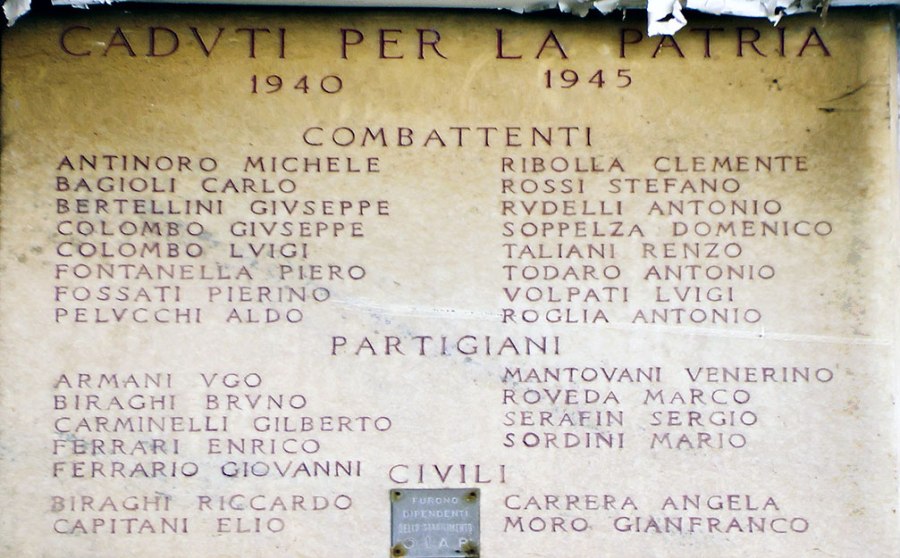 CADVTI PER LA PATRIA
1940 1945
COMBATTENTI
ANTINORO MICHELE
BAGIOLI CARLO
BERTELLINI GIVSEPPE
COLOMBO GIVSEPPE
COLOMBO LVIGI
FONTANELLA PIERO
FOSSATI PIERINO
PELVCCHI ALDO
RIBOLLA CLEMENTE
ROSSI STEFANO
RVDELLI ANTONIO
SOPPELZA DOMENICO
TALIANI RENZO
TODARO ANTONIO
VOLPATI LVIGI
ROGLIA ANTONIO
PARTIGIANI
ARMANI VGO
BIRAGHI BRVNO
CARMINELLI GILBERTO
FERRARI ENRICO
FERRARIO GIOVANNI
MANTOVANI VENERINO
ROVEDA MARCO
SERAFIN SERGIO
SORDINI MARIO
CIVILI
BIRAGHI RICCARDO
CAPITANI ELIO
CARRERA ANGELA
MORO GIANFRANCO
FURONO
DIPENDENTI
DELLO STABILIMENTO